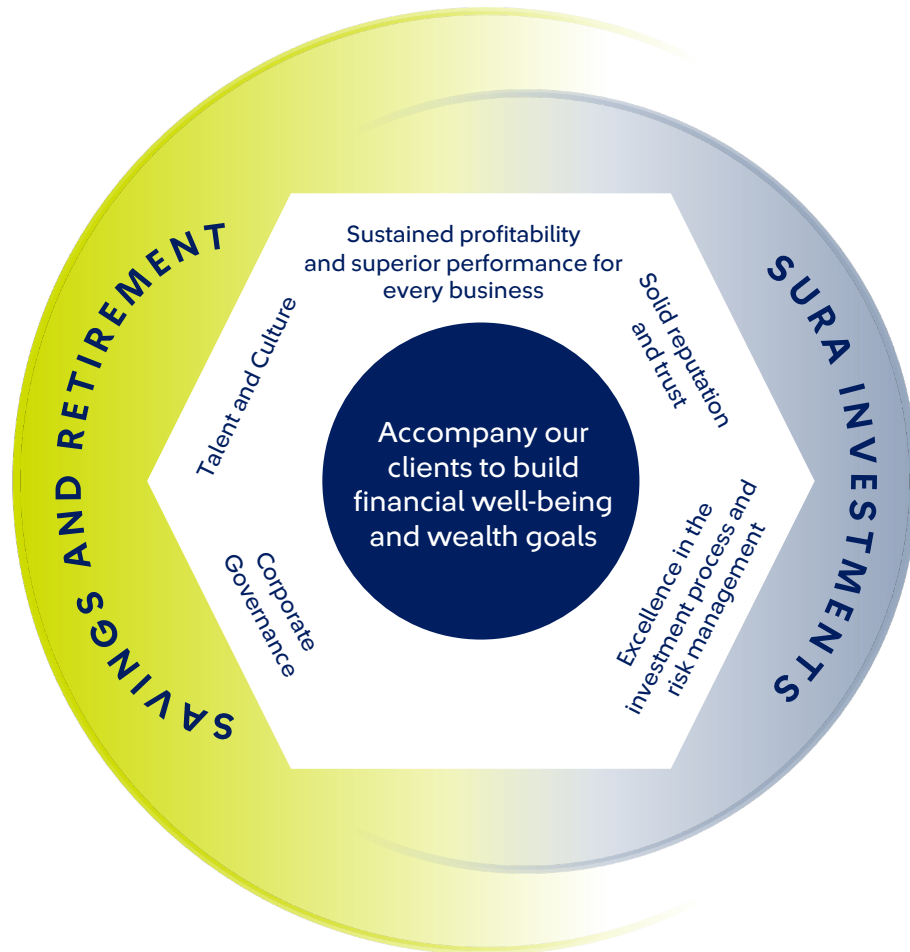 SAVINGS AND RETIREMENT
SURA INVESTMENTS
Sustained profitability
and superior performance for
every business
Talent and Culture
Solid reputation
and trust
Accompany our
clients to build
financial well-being
and wealth goals
Corporate
Governance
Excellence in the
investment process and
risk management